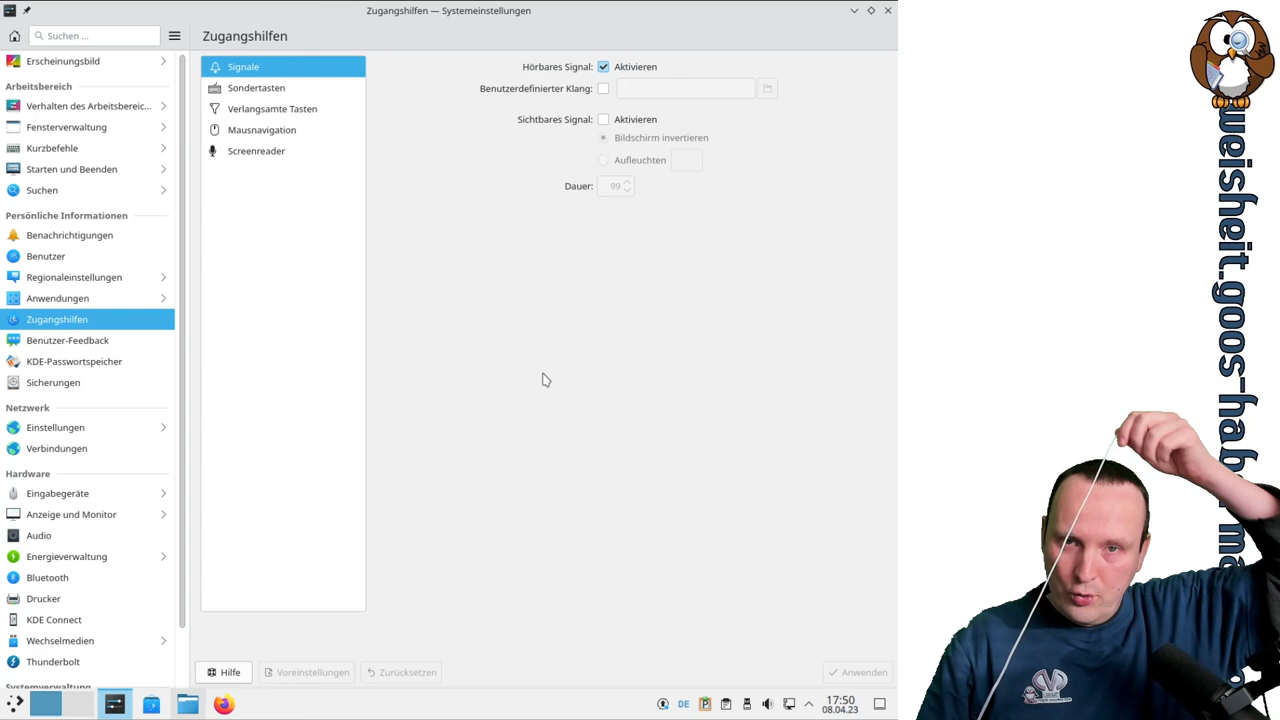 Zugangshilfen — Systemeinstellungen
Suchen ...
Zugangshilfen
Erscheinungsbild
Arbeitsbereich
Verhalten des Arbeitsbereic...
Fensterverwaltung
Kurzbefehle
Starten und Beenden
Suchen
Persönliche Informationen
Benachrichtigungen
Benutzer
Regionaleinstellungen
Anwendungen
Zugangshilfen
Benutzer-Feedback
KDE-Passwortspeicher
Sicherungen
Netzwerk
Einstellungen
Verbindungen
Hardware
Eingabegeräte
Anzeige und Monitor
Audio
Energieverwaltung
Bluetooth
Drucker
KDE Connect
Wechselmedien
Thunderbolt
Systemverwaltung
Signale
Sondertasten
Verlangsamte Tasten
Mausnavigation
Screenreader
Hörbares Signal: Aktivieren
Benutzerdefinierter Klang:
Sichtbares Signal: Aktivieren
Bildschirm invertieren
Aufleuchten
Dauer: 99
Hilfe
Voreinstellungen
Zurücksetzen
Anwenden
DE
17:50
08.04.23